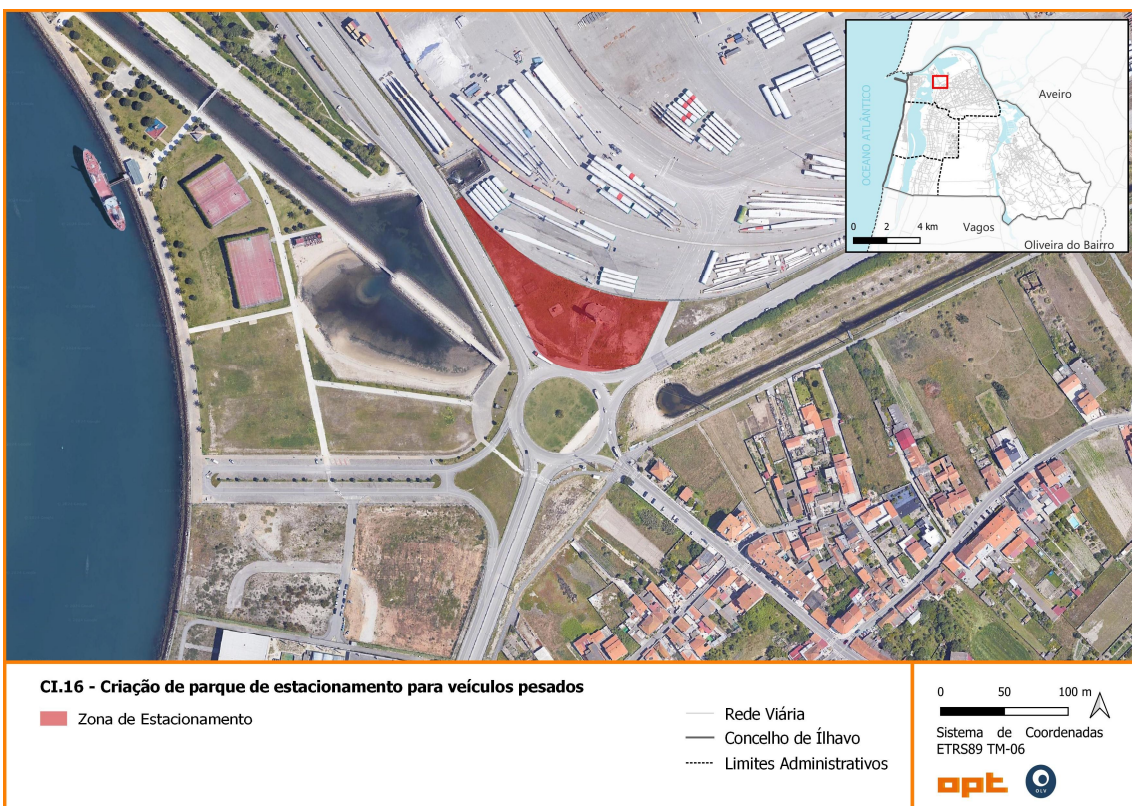 OCEANO ATLÂNTICO
Aveiro
Vagos
Oliveira do Bairro
0 2 4 km
CI.16 - Criação de parque de estacionamento para veículos pesados
Zona de Estacionamento
Rede Viária
Concelho de Ílhavo
Limites Administrativos
0 50 100 m
Sistema de Coordenadas
ETRS89 TM-06
opt
OLV